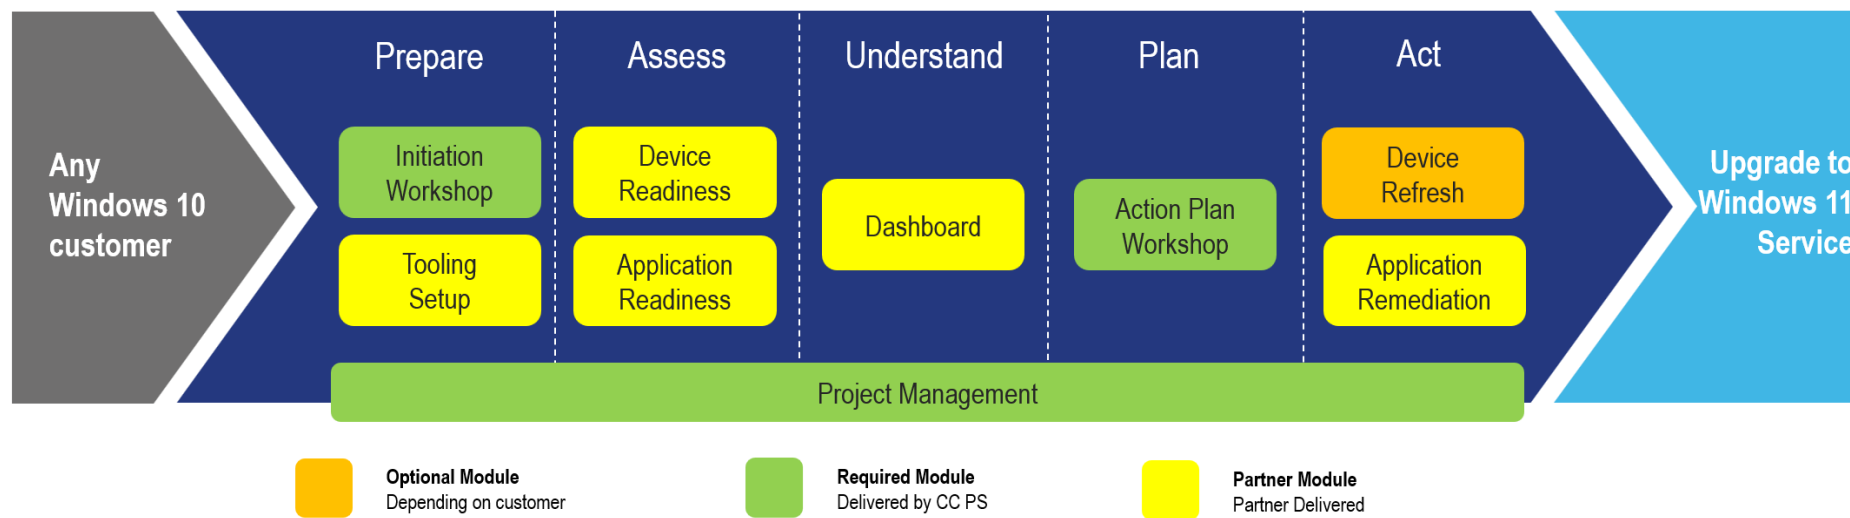 Any
Windows 10
customer
Prepare
Initiation
Workshop
Tooling
Setup
Assess
Device
Readiness
Application
Readiness
Understand
Dashboard
Plan
Action Plan
Workshop
Act
Device
Refresh
Application
Remediation
Project Management
Upgrade to
Windows 11
Service
Optional Module
Depending on customer
Required Module
Delivered by CC PS
Partner Module
Partner Delivered